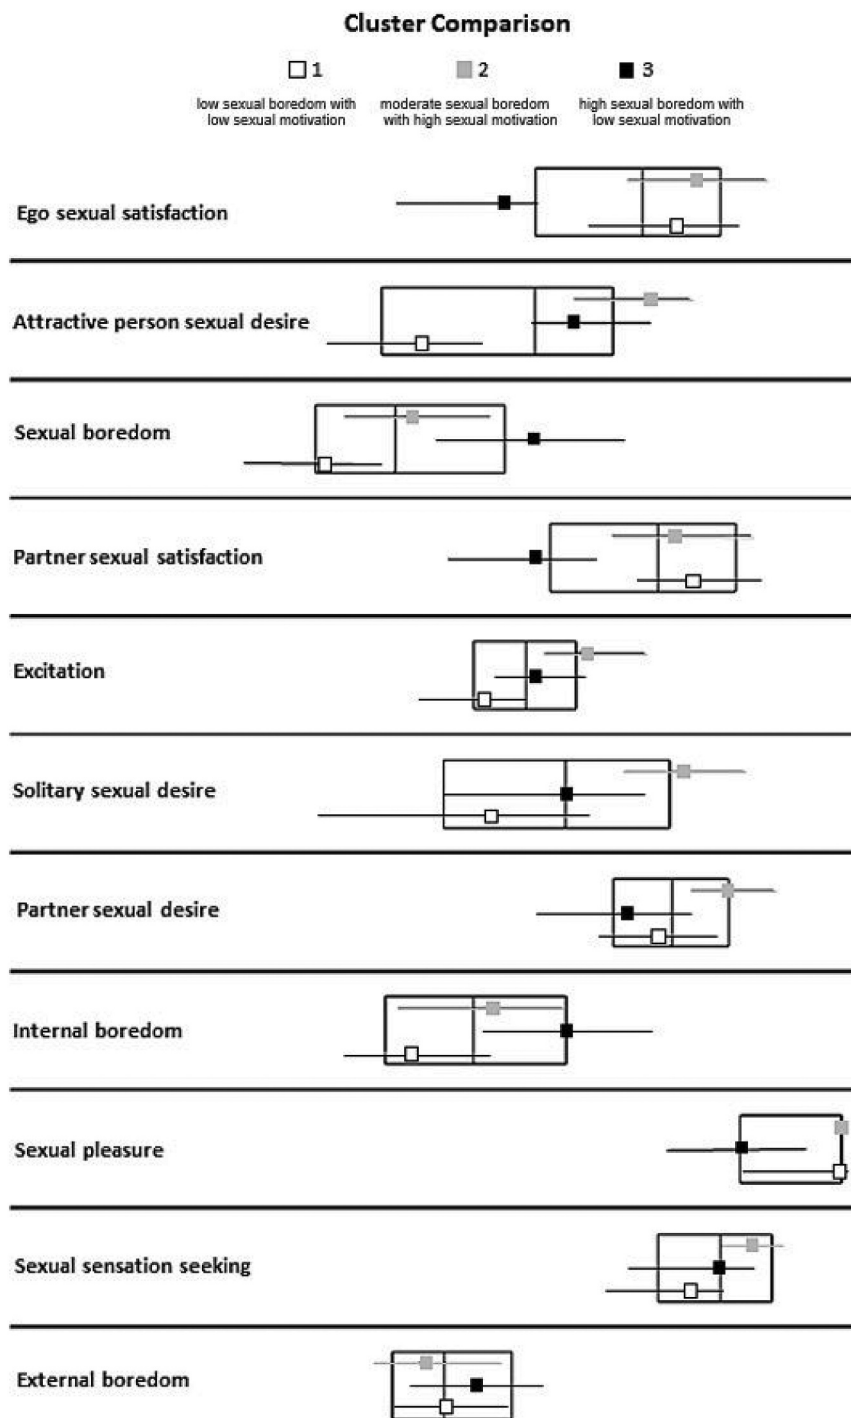 Cluster Comparison
1 2 3
low sexual boredom with moderate sexual boredom high sexual boredom with
low sexual motivation with high sexual motivation low sexual motivation
Ego sexual satisfaction
Attractive person sexual desire
Sexual boredom
Partner sexual satisfaction
Excitation
Solitary sexual desire
Partner sexual desire
Internal boredom
Sexual pleasure
Sexual sensation seeking
External boredom